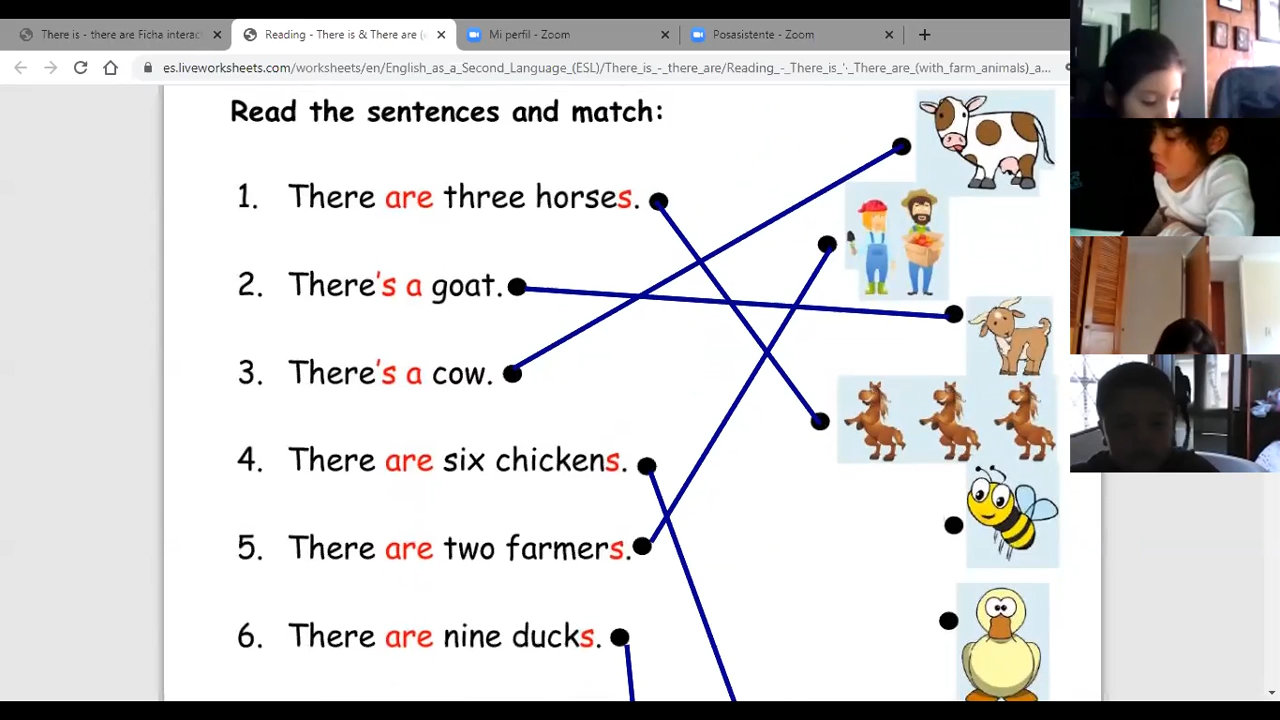 There is - there are Ficha interac
Reading - There is & There are (
Mi perfil - Zoom
Posasistente - Zoom
es.liveworksheets.com/worksheets/en/English_as_a_Second_Language_(ESL)/There_is_-_there_are/Reading_-_There_is_'-_There_are_(with_farm_animals)_a...
Read the sentences and match:
1. There are three horses.
2. There's a goat.
3. There's a cow.
4. There are six chickens.
5. There are two farmers.
6. There are nine ducks.